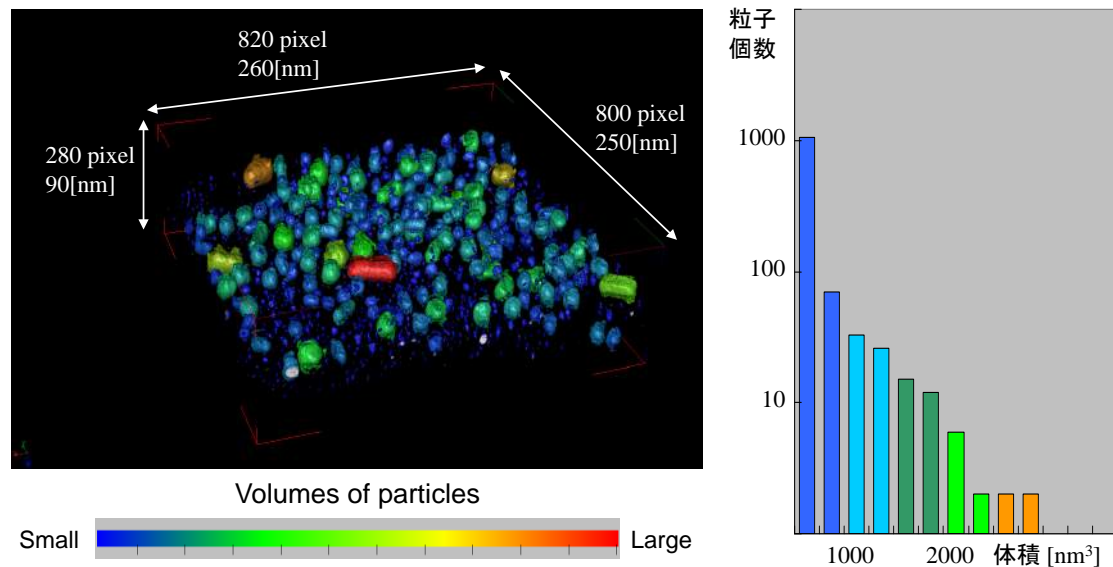 820 pixel
260[nm]
800 pixel
250[nm]
280 pixel
90[nm]
Volumes of particles
Small
Large
粒子
個数
1000
100
10
1000
2000
体積 [nm³]